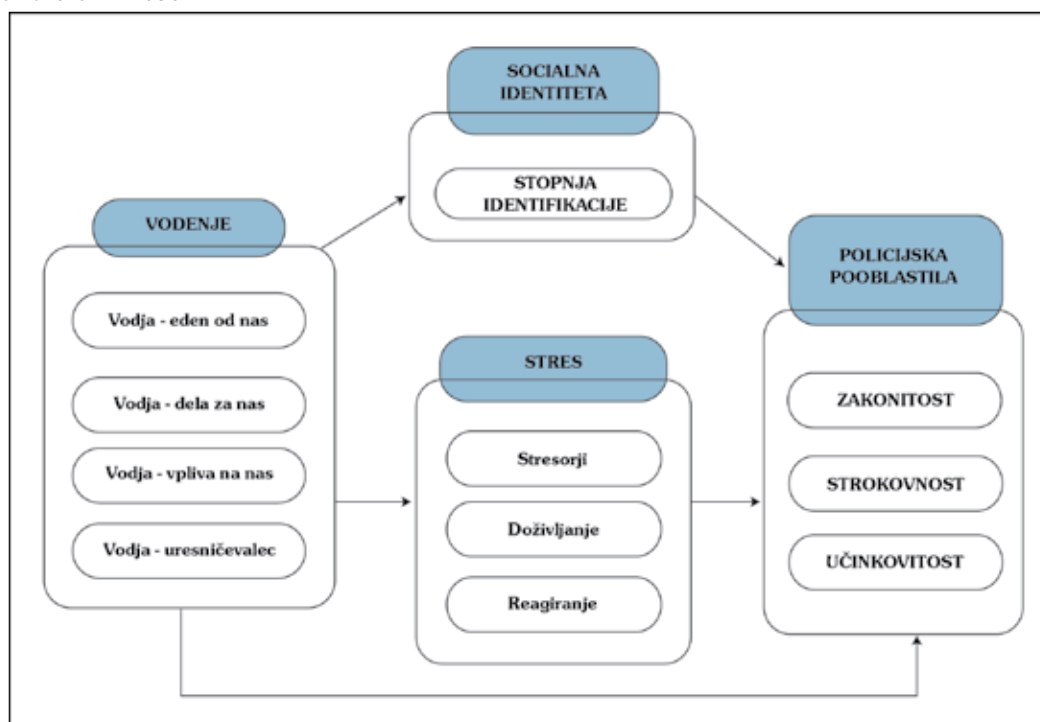 SOCIALNA
IDENTITETA
STOPNJA
IDENTIFIKACIJE
VODENJE
Vodja - eden od nas
Vodja - dela za nas
Vodja - vpliva na nas
Vodja - uresničevalec
STRES
Stresorji
Doživljanje
Reagiranje
POLICIJSKA
POOBLASTILA
ZAKONITOST
STROKOVNOST
UČINKOVITOST